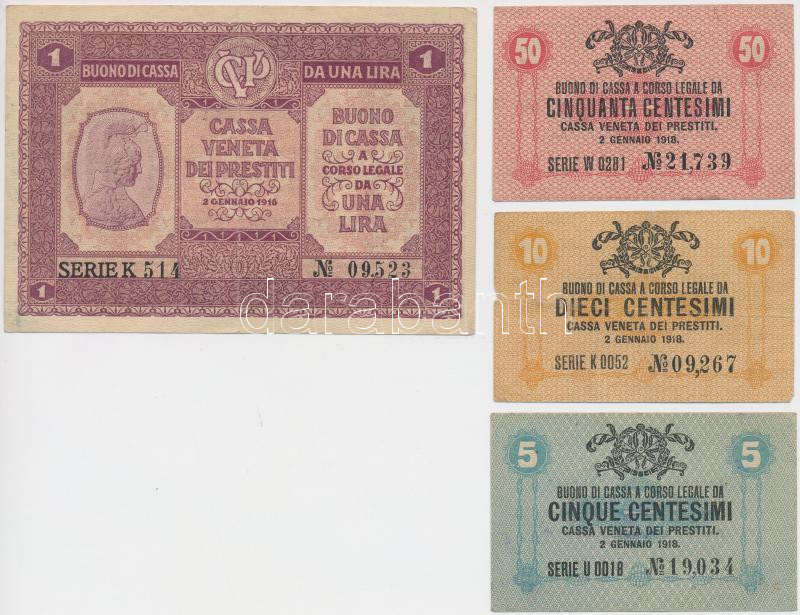 1 BUONO DI CASSA CVP DA UNA LIRA 1
CASSA
VENETA
DEI PRESTITI
2 GENNAIO 1918
BUONO
DI CASSA
A
CORSO LEGALE
DA
UNA
LIRA
SERIE K 514
№ 09.523
1 1
50 50
BUONO DI CASSA A CORSO LEGALE DA
CINQUANTA CENTESIMI
CASSA VENETA DEI PRESTITI.
2 GENNAIO 1918.
SERIE W 0281 № 21.739
10 10
BUONO DI CASSA A CORSO LEGALE DA
DIECI CENTESIMI
CASSA VENETA DEI PRESTITI.
2 GENNAIO 1918.
SERIE K 0052 № 09,267
5 5
BUONO DI CASSA A CORSO LEGALE DA
CINQUE CENTESIMI
CASSA VENETA DEI PRESTITI.
2 GENNAIO 1918.
SERIE U 0018 № 19.034
darabanth